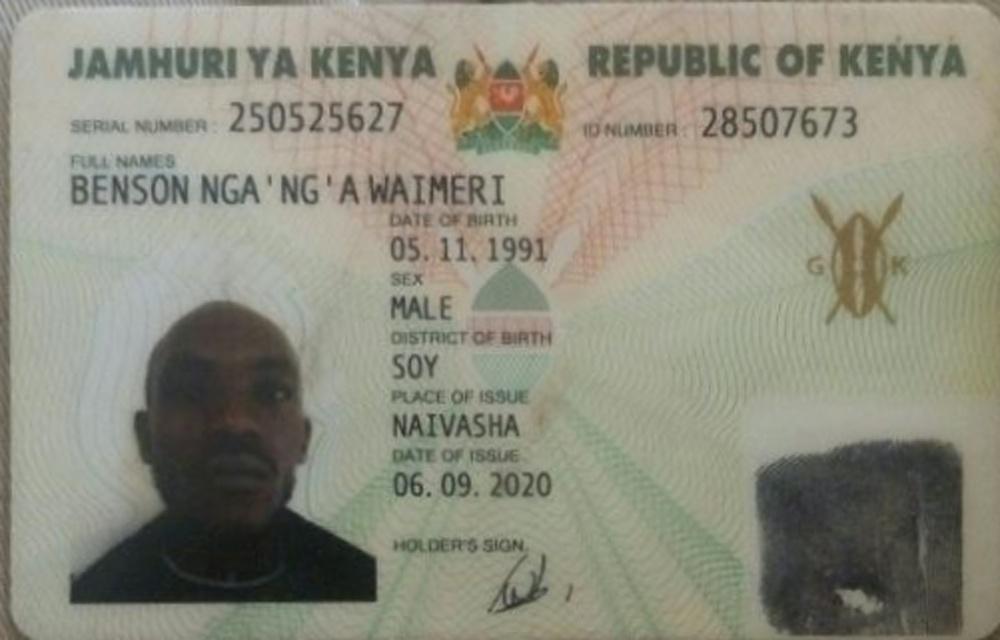 JAMHURI YA KENYA REPUBLIC OF KENYA
SERIAL NUMBER : 250525627 ID NUMBER : 28507673
FULL NAMES
BENSON NGA'NG'A WAIMERI
DATE OF BIRTH
05. 11. 1991
SEX
MALE
G K
DISTRICT OF BIRTH
SOY
PLACE OF ISSUE
NAIVASHA
DATE OF ISSUE
06. 09. 2020
HOLDER'S SIGN.